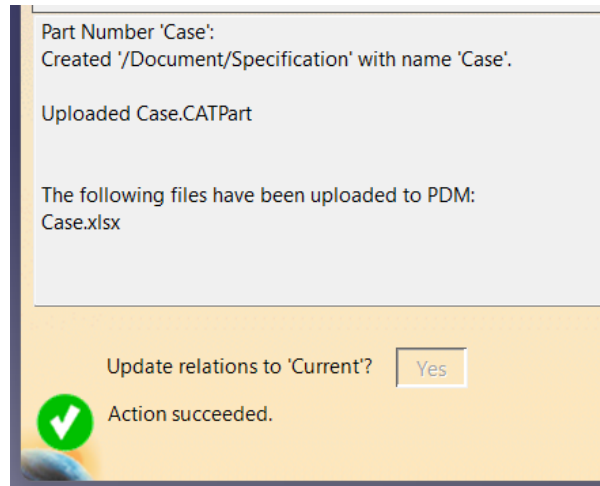 Part Number 'Case':
Created '/Document/Specification' with name 'Case'.
Uploaded Case.CATPart
The following files have been uploaded to PDM:
Case.xlsx
Update relations to 'Current'? Yes
Action succeeded.